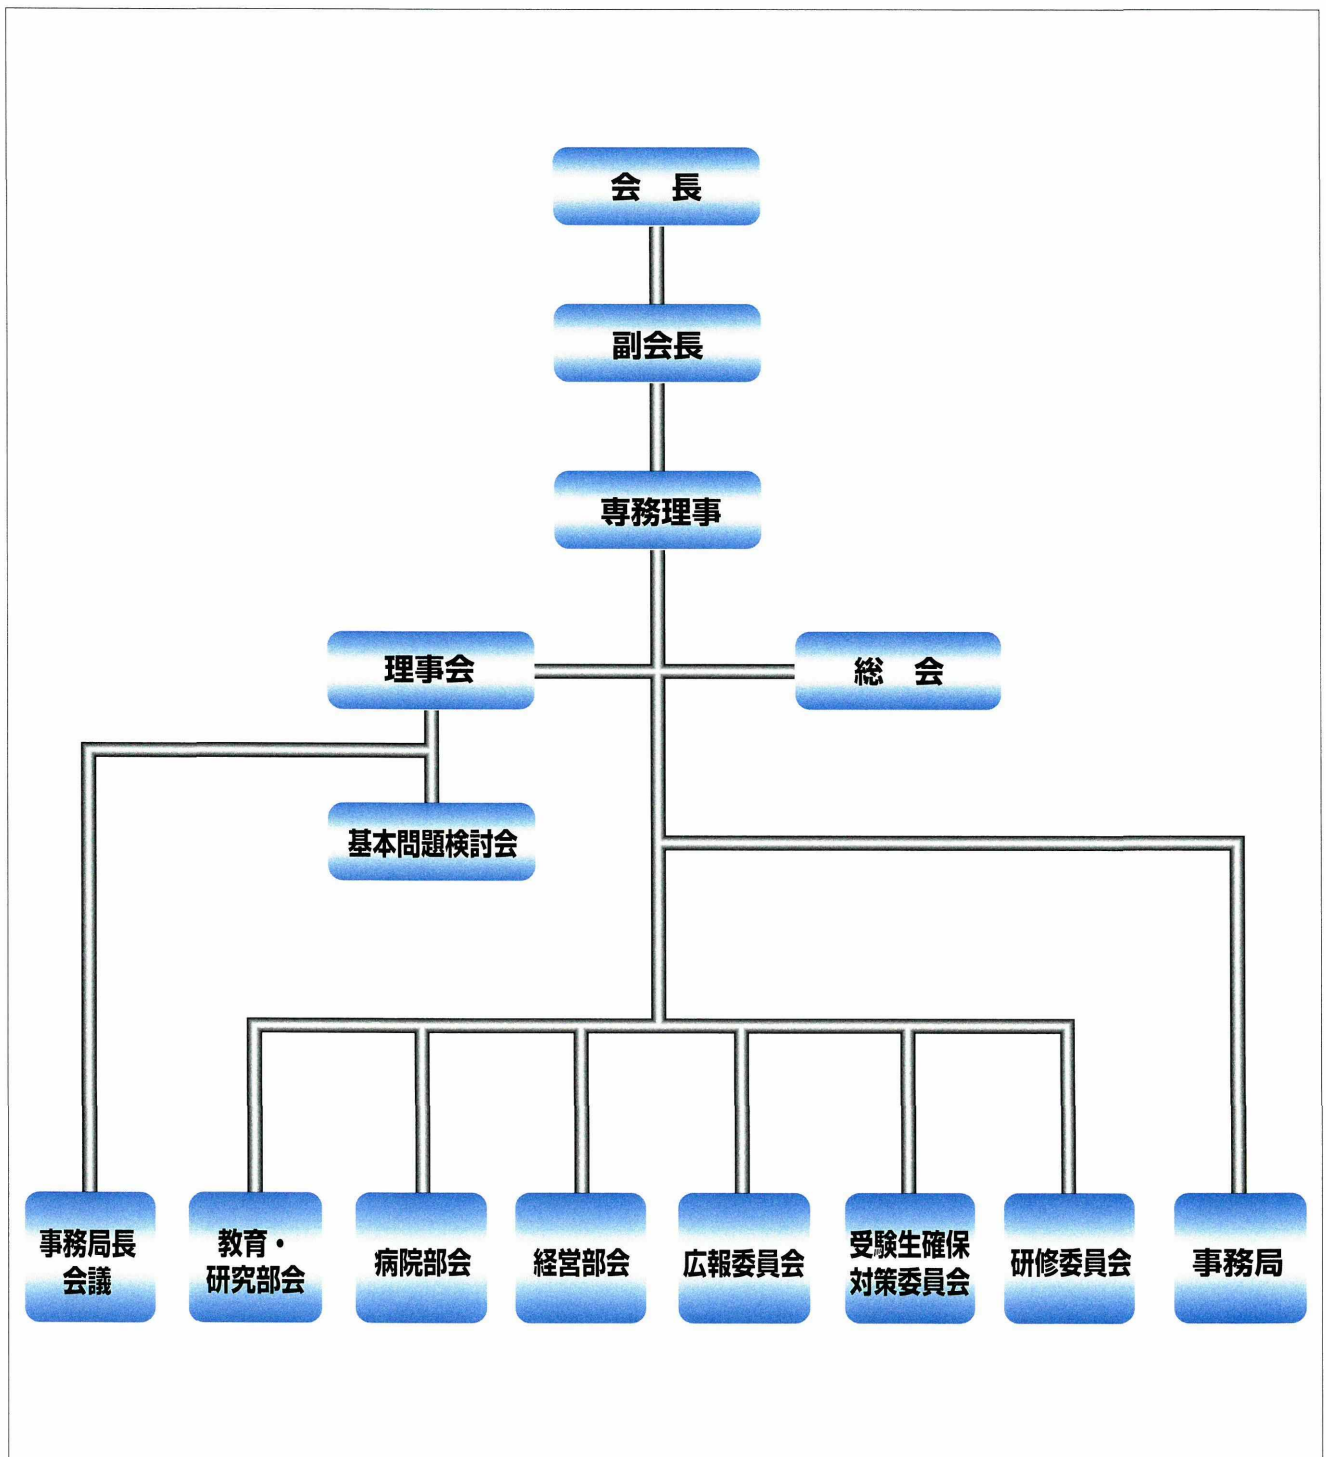 会　長
副会長
専務理事
理事会
総　会
基本問題検討会
事務局長
会議
教育・
研究部会
病院部会
経営部会
広報委員会
受験生確保
対策委員会
研修委員会
事務局